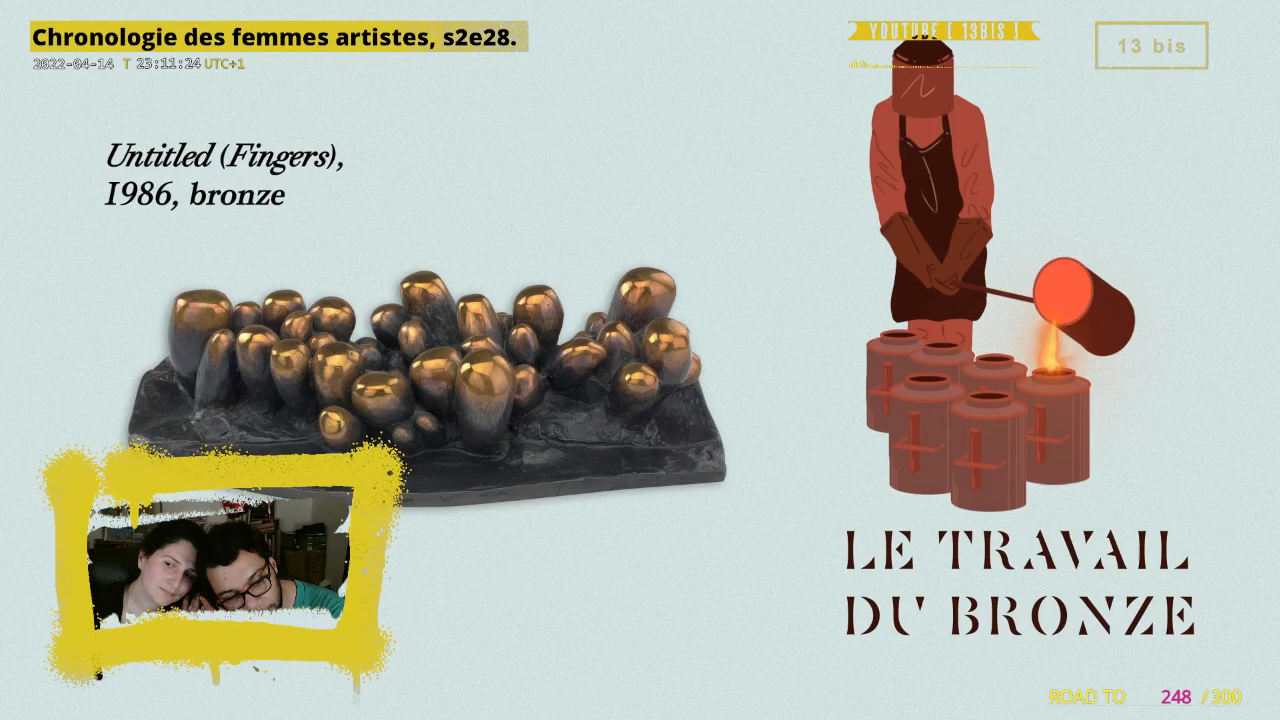 Chronologie des femmes artistes, s2e28.
2022-04-14 T 23:11:24 UTC+1
YOUTUBE [ 13BIS ]
13 bis
Untitled (Fingers),
1986, bronze
LE TRAVAIL
DU BRONZE
ROAD TO 248 / 300